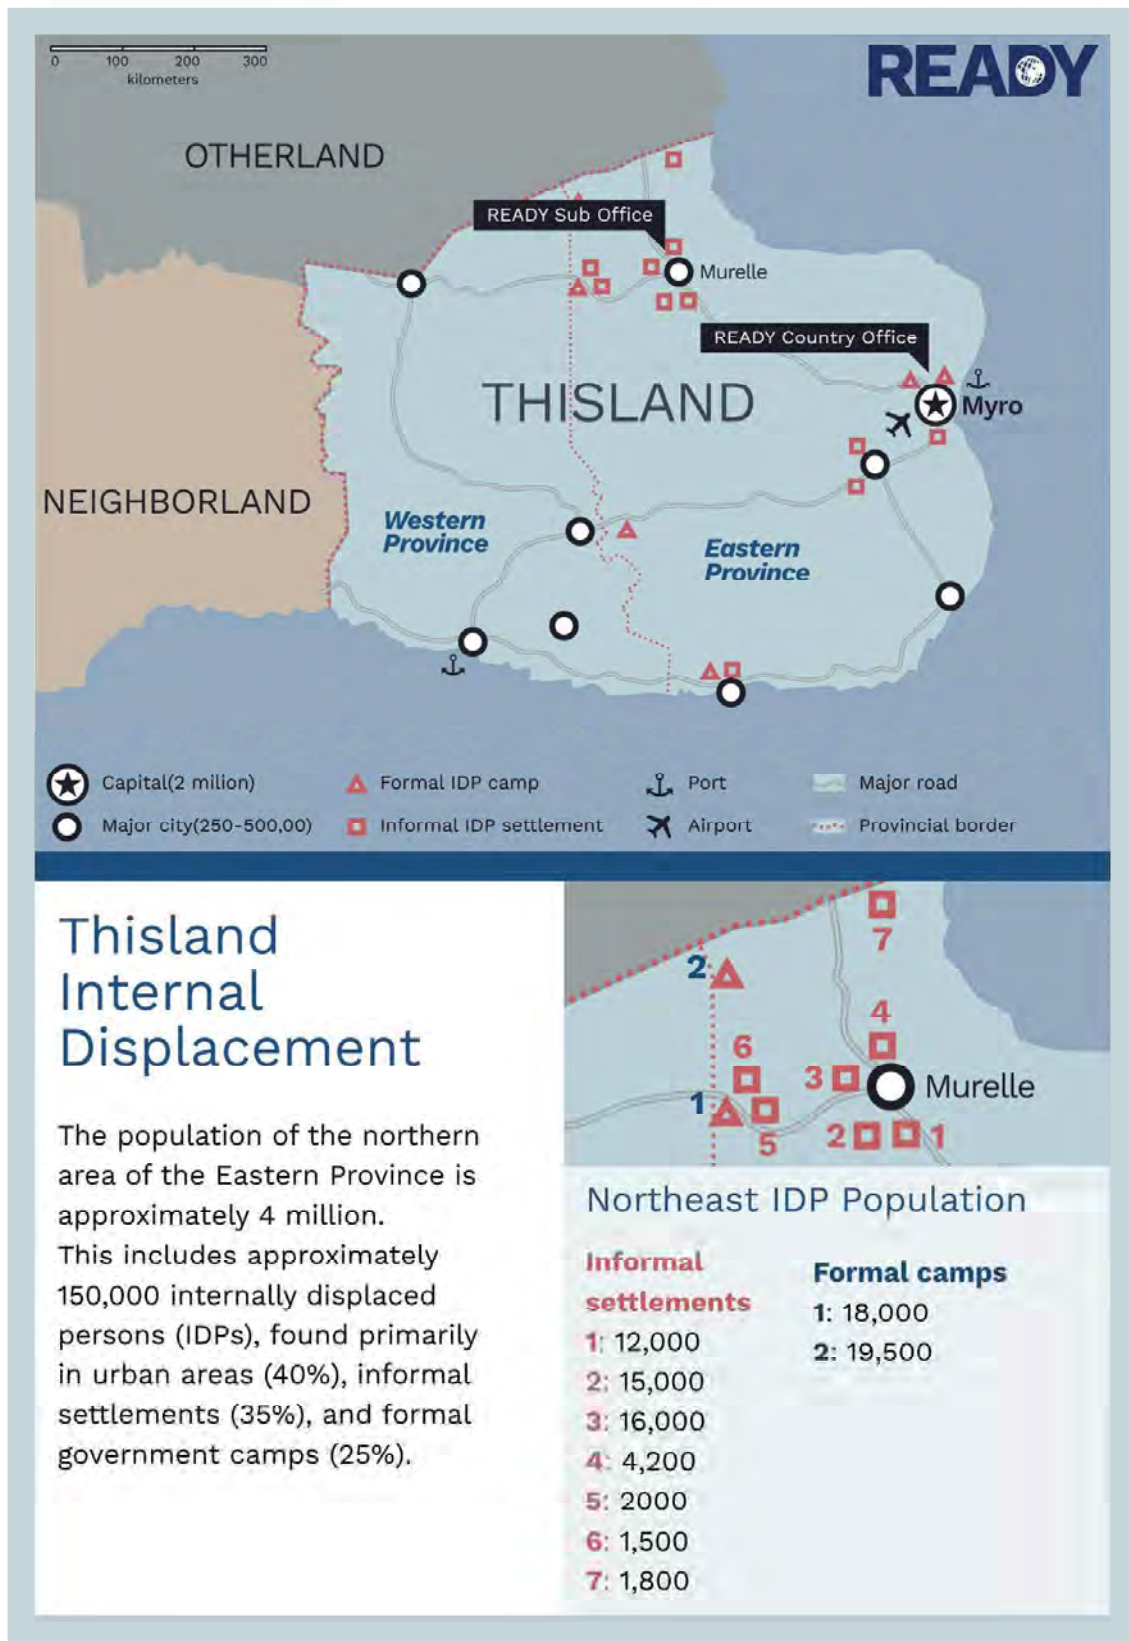 0 100 200 300
kilometers
READY
OTHERLAND
READY Sub Office
Murelle
READY Country Office
THISLAND
Myro
NEIGHBORLAND
Western
Province
Eastern
Province
Capital(2 milion)
Formal IDP camp
Port
Major road
Major city(250-500,00)
Informal IDP settlement
Airport
Provincial border
Thisland
Internal
Displacement
The population of the northern
area of the Eastern Province is
approximately 4 million.
This includes approximately
150,000 internally displaced
persons (IDPs), found primarily
in urban areas (40%), informal
settlements (35%), and formal
government camps (25%).
7
2
4
6
3
Murelle
1
5
2
1
Northeast IDP Population
Informal
settlements
1: 12,000
2: 15,000
3: 16,000
4: 4,200
5: 2000
6: 1,500
7: 1,800
Formal camps
1: 18,000
2: 19,500